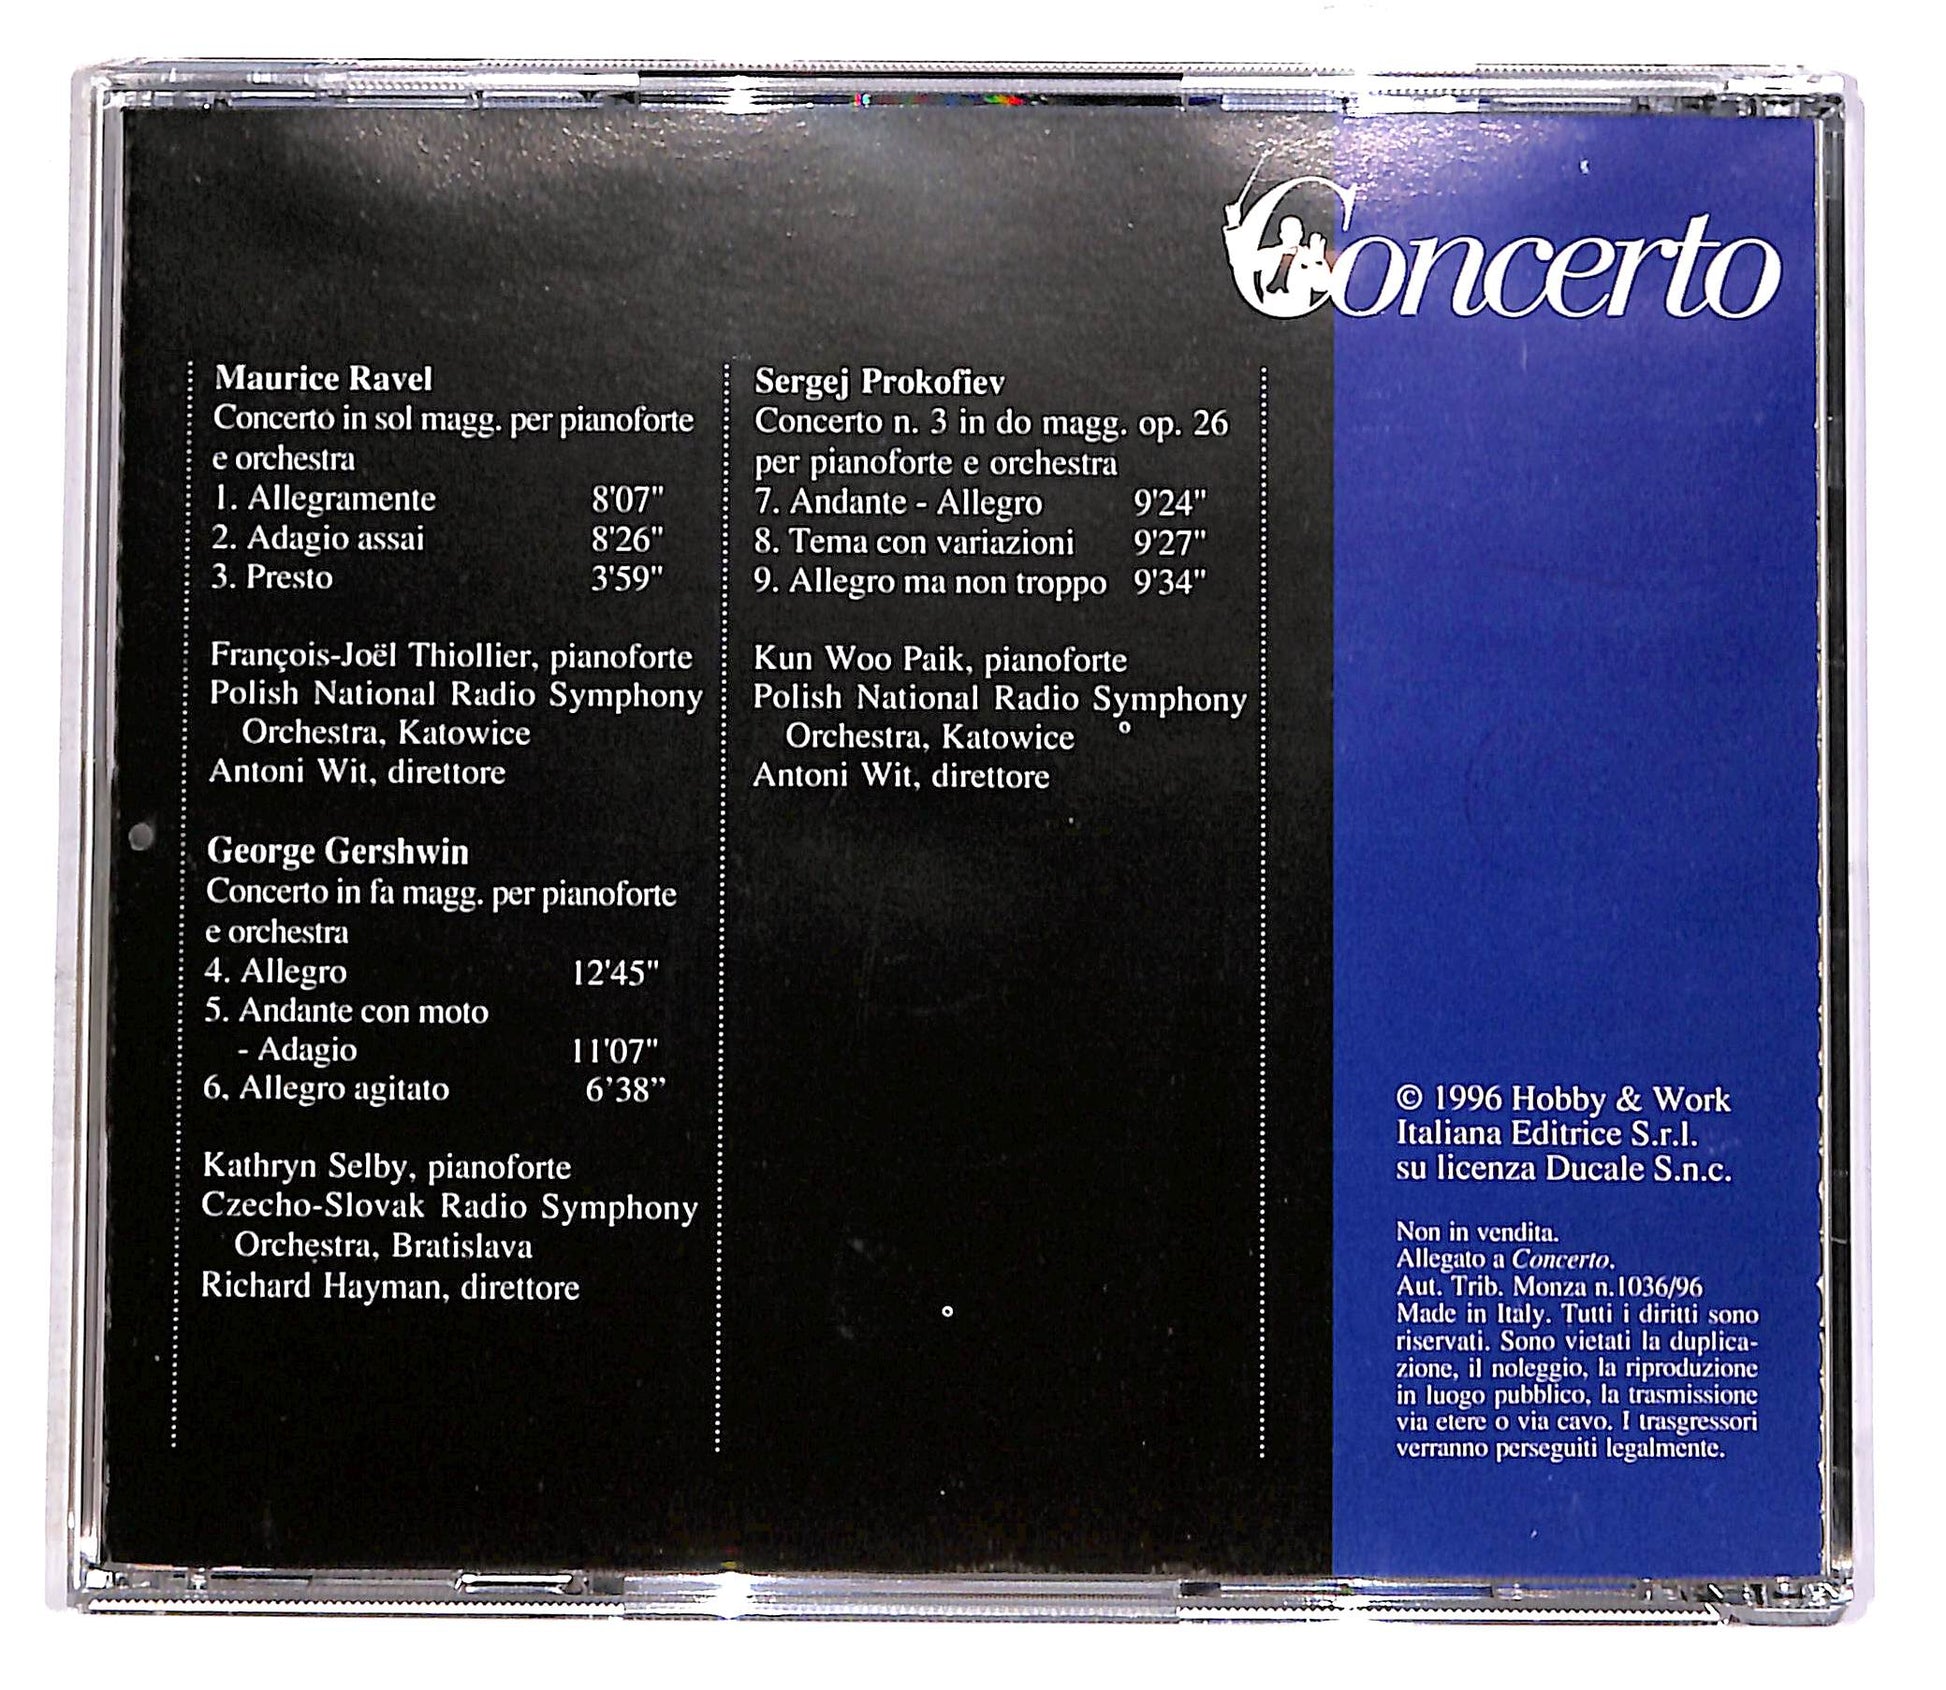 Concerto
Maurice Ravel
Concerto in sol magg. per pianoforte
e orchestra
1. Allegramente 8'07"
2. Adagio assai 8'26"
3. Presto 3'59"
François-Joël Thiollier, pianoforte
Polish National Radio Symphony
Orchestra, Katowice
Antoni Wit, direttore
George Gershwin
Concerto in fa magg. per pianoforte
e orchestra
4. Allegro 12'45"
5. Andante con moto
- Adagio 11'07"
6. Allegro agitato 6’38”
Kathryn Selby, pianoforte
Czecho-Slovak Radio Symphony
Orchestra, Bratislava
Richard Hayman, direttore
Sergej Prokofiev
Concerto n. 3 in do magg. op. 26
per pianoforte e orchestra
7. Andante - Allegro 9'24"
8. Tema con variazioni 9'27"
9. Allegro ma non troppo 9'34"
Kun Woo Paik, pianoforte
Polish National Radio Symphony
Orchestra, Katowice
Antoni Wit, direttore
© 1996 Hobby & Work
Italiana Editrice S.r.l.
su licenza Ducale S.n.c.
Non in vendita.
Allegato a Concerto.
Aut. Trib. Monza n.1036/96
Made in Italy. Tutti i diritti sono
riservati. Sono vietati la duplica-
zione, il noleggio, la riproduzione
in luogo pubblico, la trasmissione
via etere o via cavo. I trasgressori
verranno perseguiti legalmente.